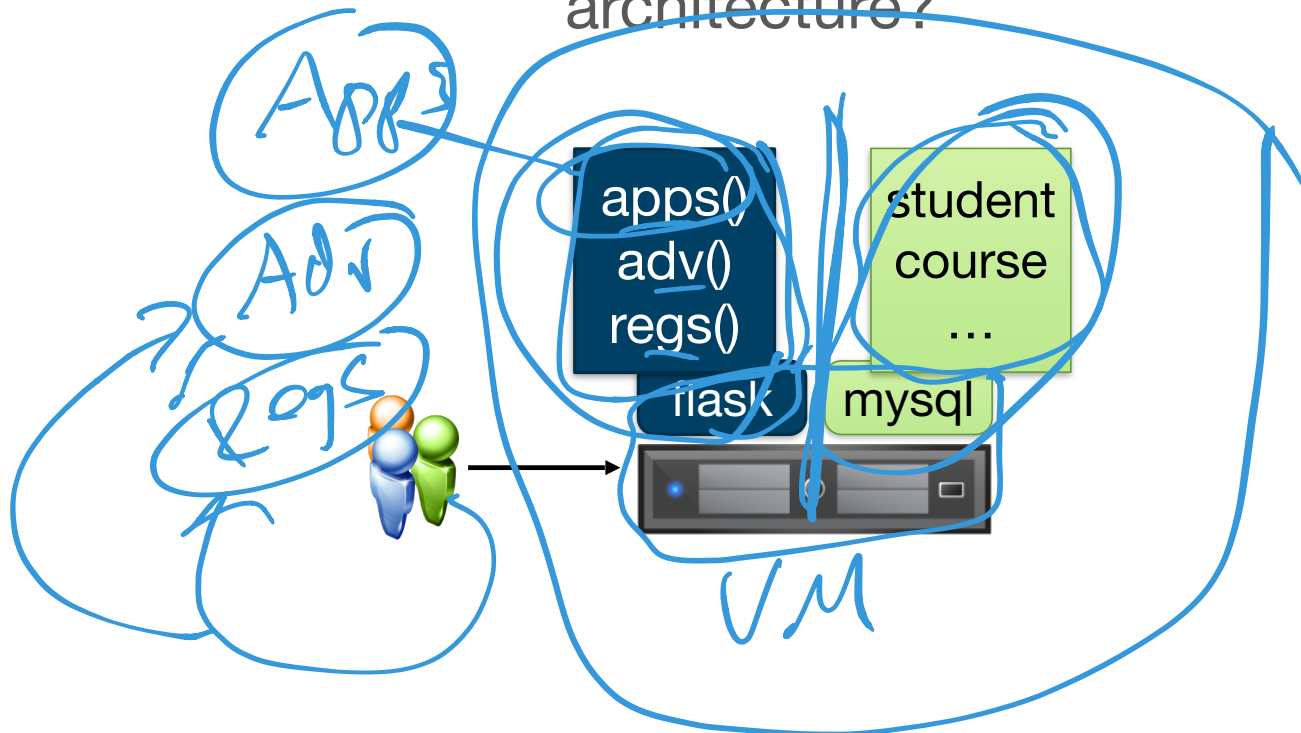 architecture?
Apps
Adv
Regs
apps()
adv()
regs()
flask
student
course
...
mysql
VM